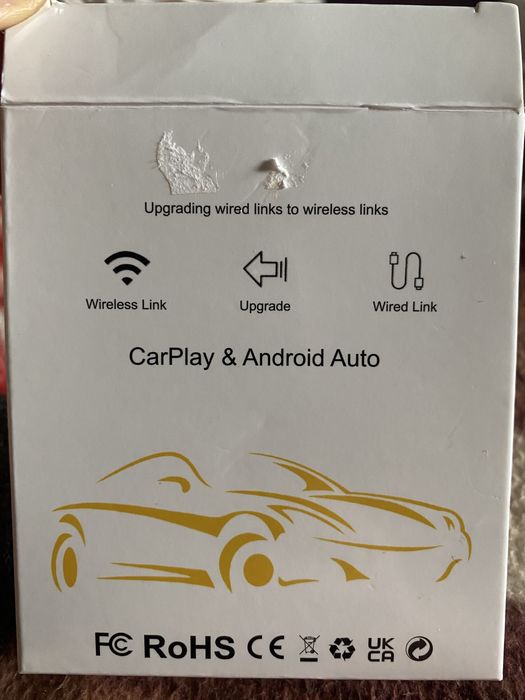 Upgrading wired links to wireless links
Wireless Link
Upgrade
Wired Link
CarPlay & Android Auto
FC RoHS CE UK
CA